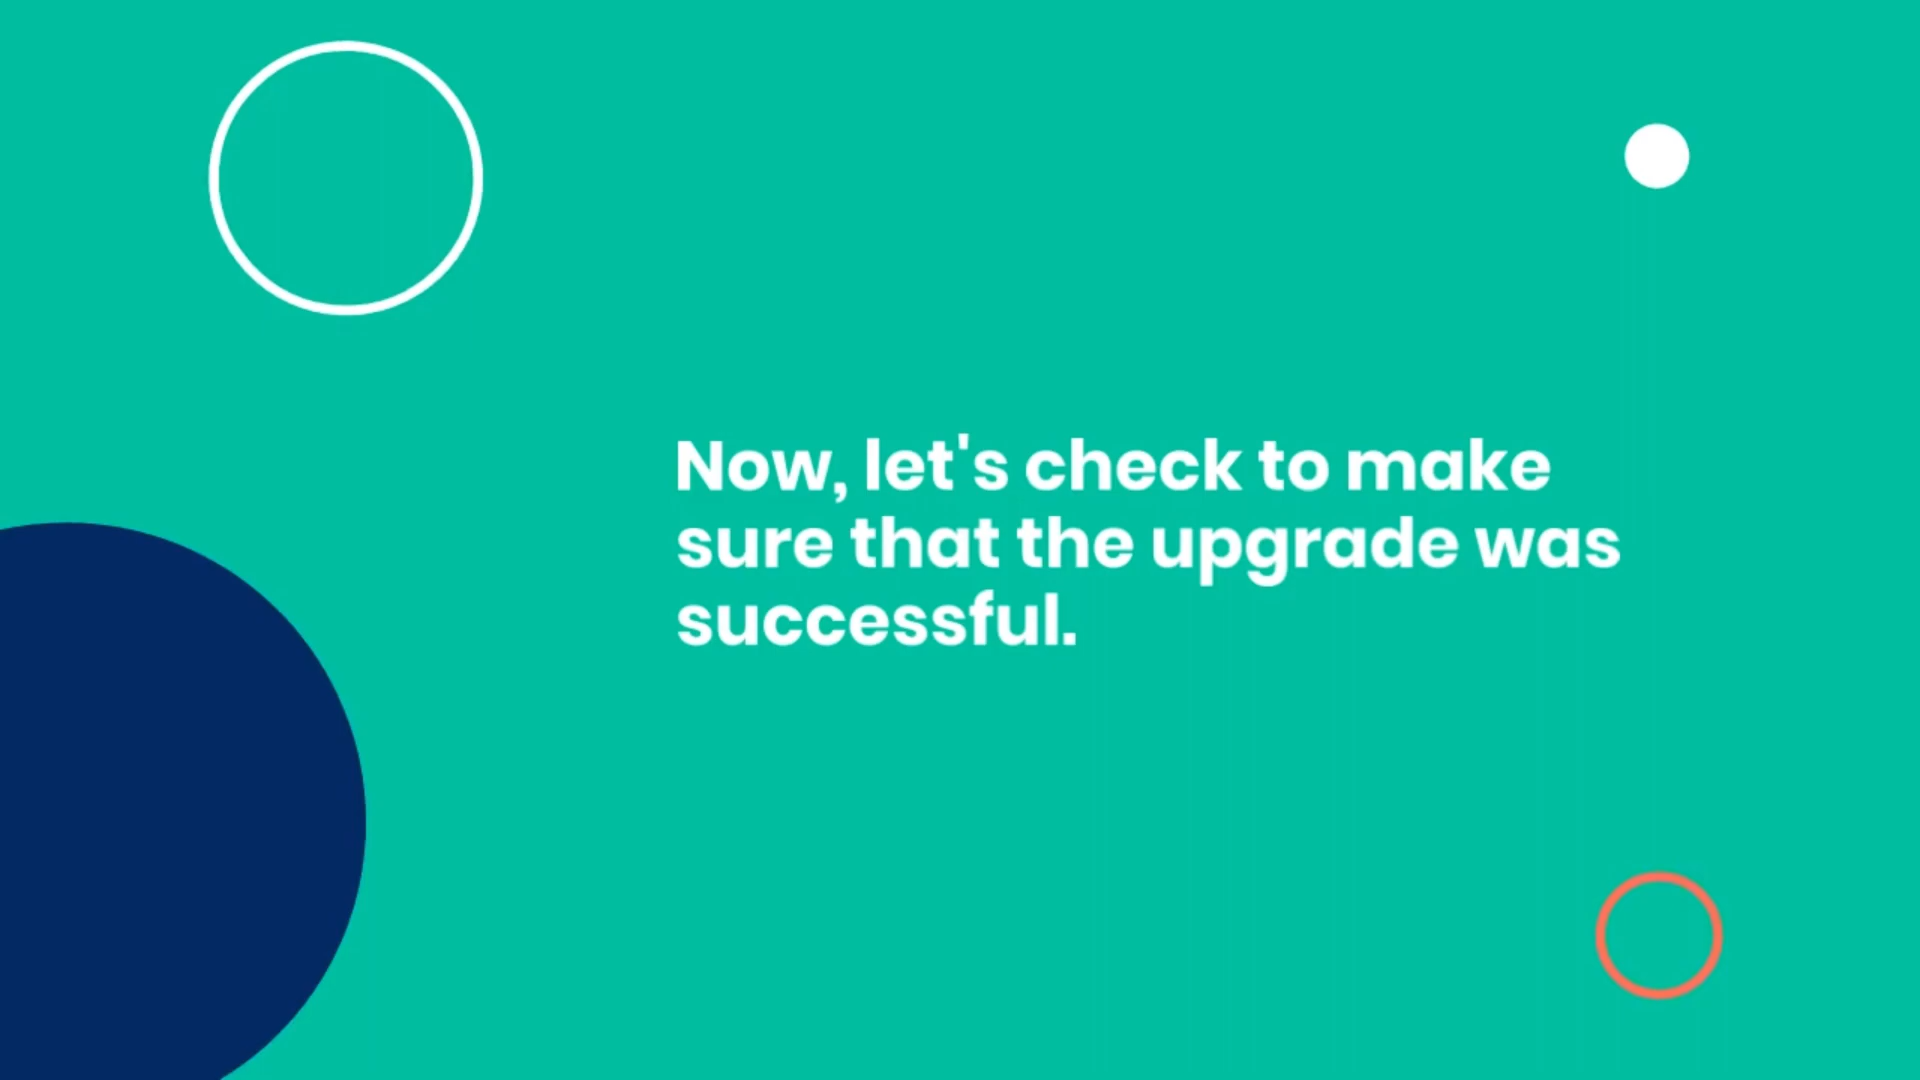 Now, let's check to make
sure that the upgrade was
successful.